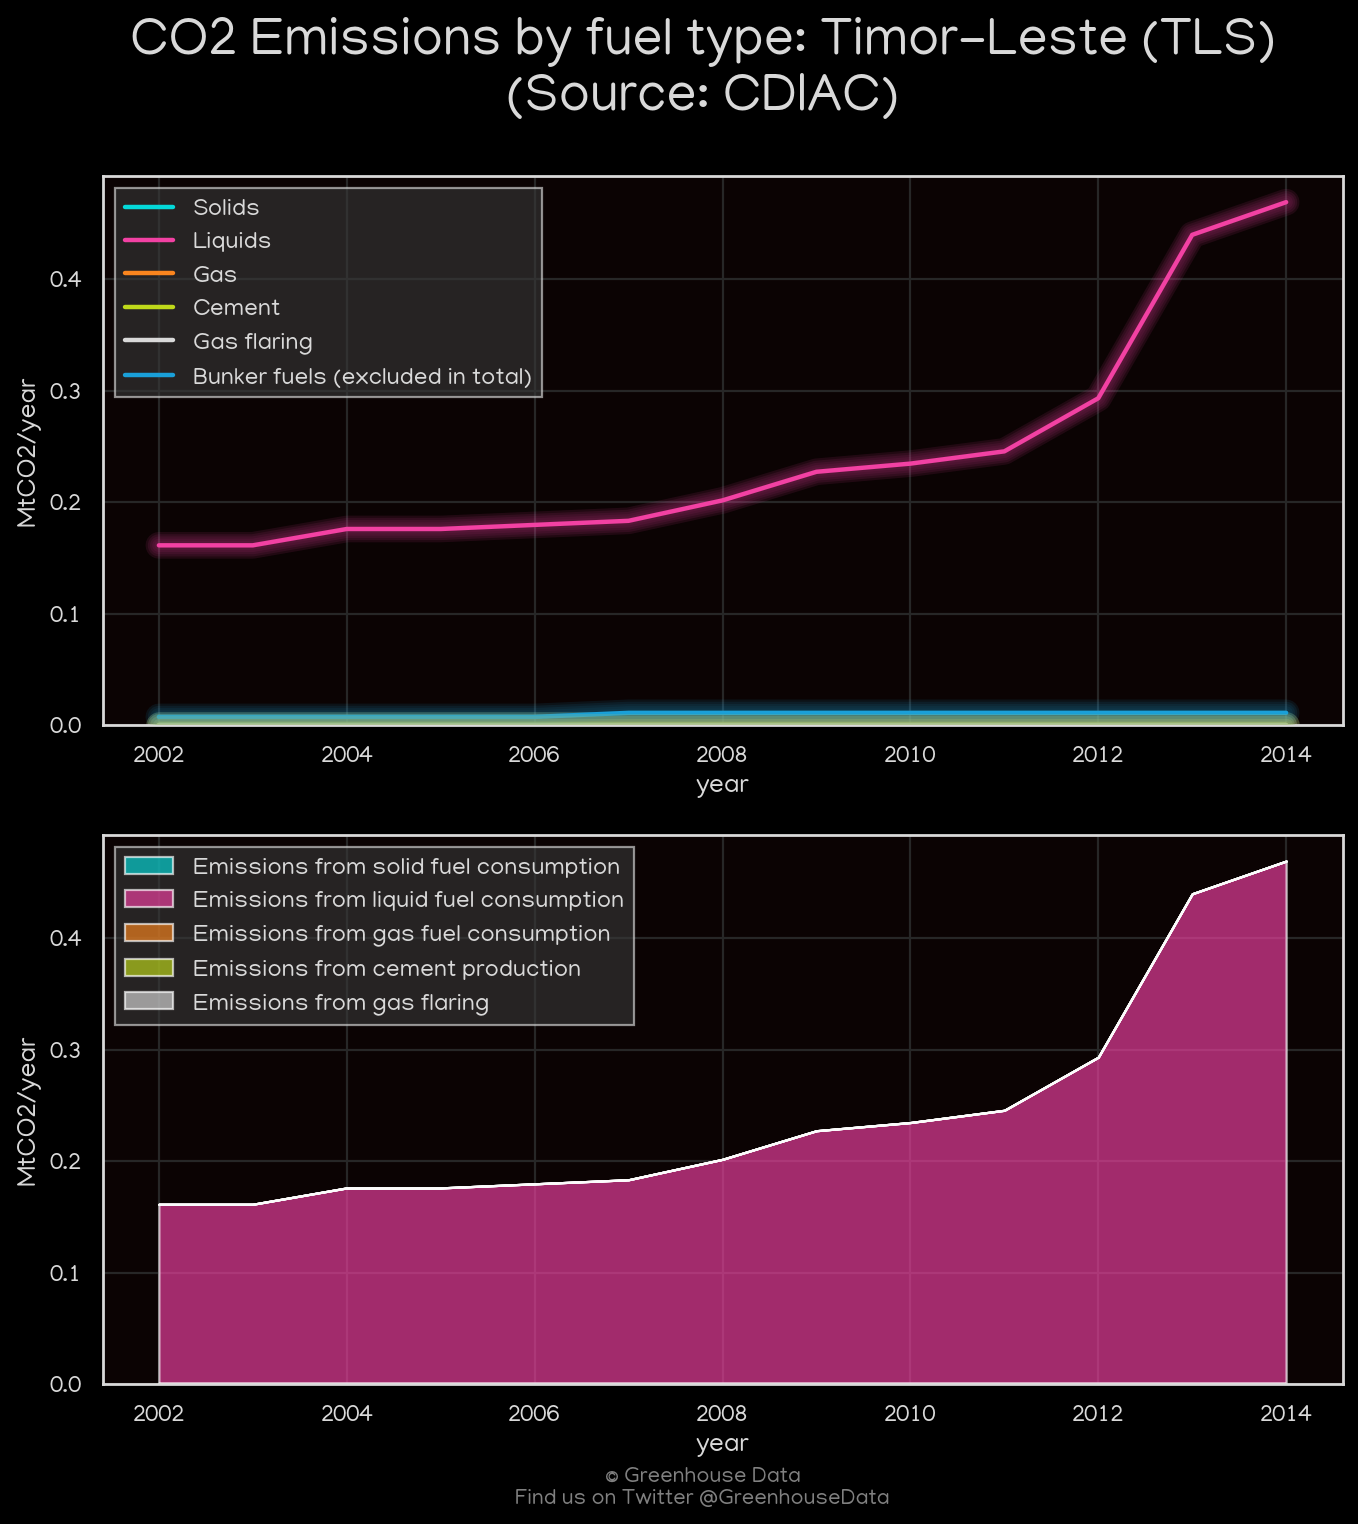 CO2 Emissions by fuel type: Timor-Leste (TLS)
(Source: CDIAC)
Solids
Liquids
Gas
Cement
Gas flaring
Bunker fuels (excluded in total)
MtCO2/year
0.4
0.3
0.2
0.1
0.0
2002 2004 2006 2008 2010 2012 2014
year
Emissions from solid fuel consumption
Emissions from liquid fuel consumption
Emissions from gas fuel consumption
Emissions from cement production
Emissions from gas flaring
MtCO2/year
0.4
0.3
0.2
0.1
0.0
2002 2004 2006 2008 2010 2012 2014
year
© Greenhouse Data
Find us on Twitter @GreenhouseData